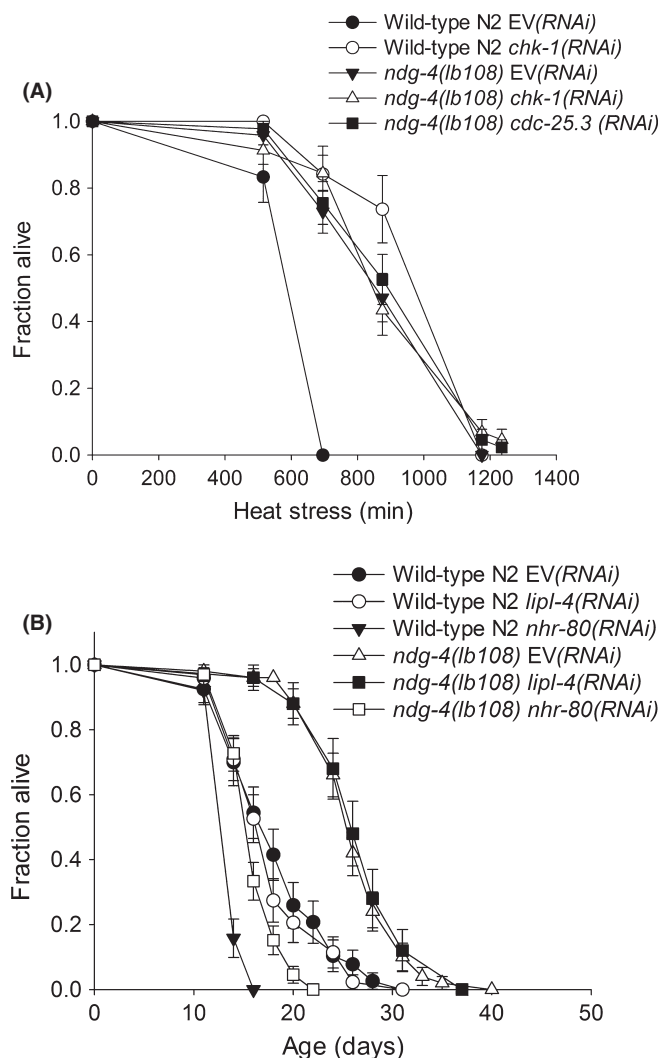 (A)
Wild-type N2 EV(RNAi)
Wild-type N2 chk-1(RNAi)
ndg-4(lb108) EV(RNAi)
ndg-4(lb108) chk-1(RNAi)
ndg-4(lb108) cdc-25.3 (RNAi)
1.0
0.8
0.6
0.4
0.2
0.0
Fraction alive
0 200 400 600 800 1000 1200 1400
Heat stress (min)
(B)
Wild-type N2 EV(RNAi)
Wild-type N2 lipl-4(RNAi)
Wild-type N2 nhr-80(RNAi)
ndg-4(lb108) EV(RNAi)
ndg-4(lb108) lipl-4(RNAi)
ndg-4(lb108) nhr-80(RNAi)
1.0
0.8
0.6
0.4
0.2
0.0
Fraction alive
0 10 20 30 40 50
Age (days)